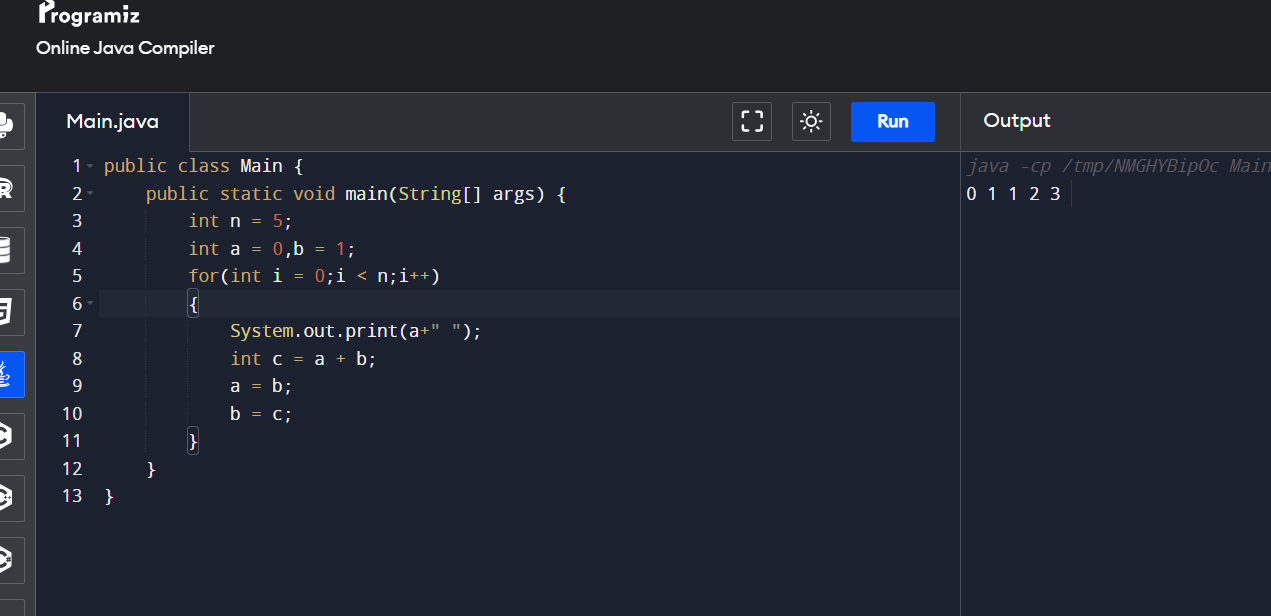 Programiz
Online Java Compiler
Main.java
Run
Output
1 public class Main {
2 public static void main(String[] args) {
3 int n = 5;
4 int a = 0,b = 1;
5 for(int i = 0;i < n;i++)
6 {
7 System.out.print(a+" ");
8 int c = a + b;
9 a = b;
10 b = c;
11 }
12 }
13 }
java -cp /tmp/NMGHYBipOc Main
0 1 1 2 3